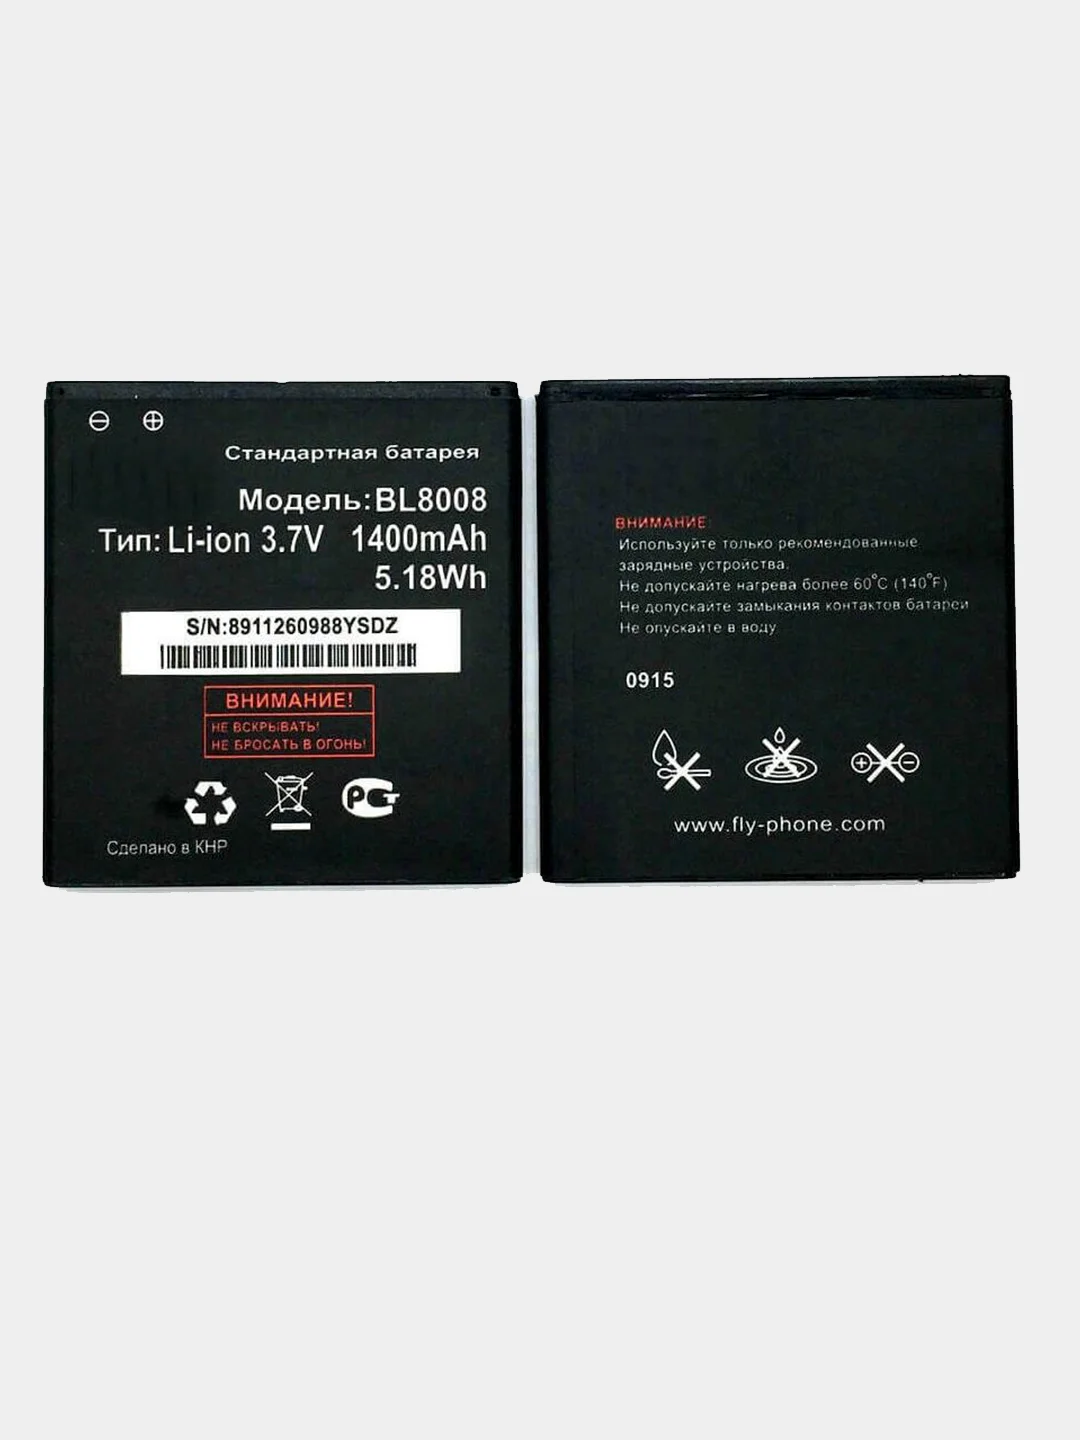 Стандартная батарея
Модель:BL8008
Тип: Li-ion 3.7V 1400mAh
5.18Wh
S/N:8911260988YSDZ
ВНИМАНИЕ!
НЕ ВСКРЫВАТЬ!
НЕ БРОСАТЬ В ОГОНЬ!
РСТ
Сделано в КНР
ВНИМАНИЕ
Используйте только рекомендованные
зарядные устройства.
Не допускайте нагрева более 60°C (140°F)
Не допускайте замыкания контактов батареи
Не опускайте в воду
0915
www.fly-phone.com